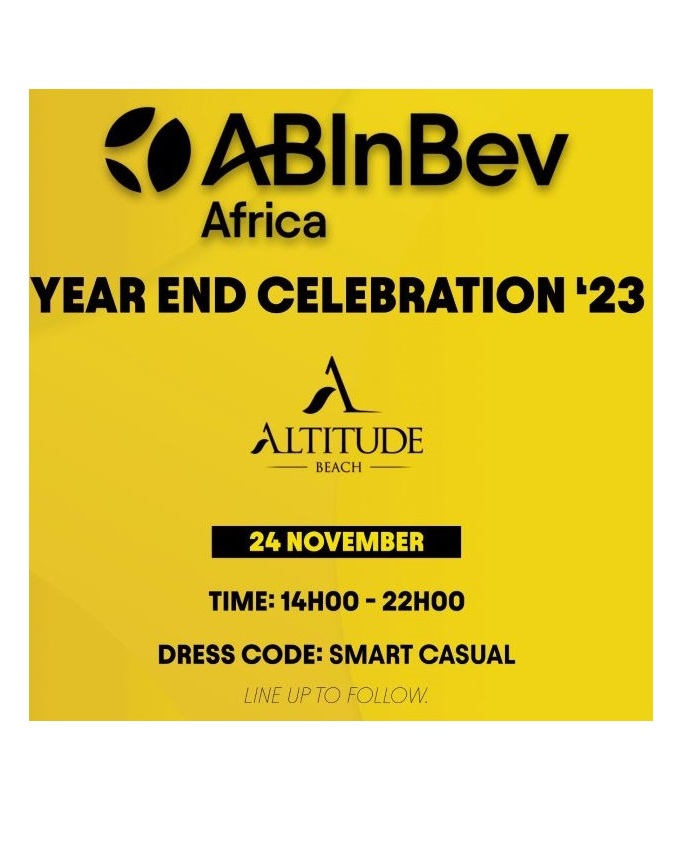 ABInBev
Africa
YEAR END CELEBRATION ‘23
ALTITUDE
BEACH
24 NOVEMBER
TIME: 14H00 - 22H00
DRESS CODE: SMART CASUAL
LINE UP TO FOLLOW.